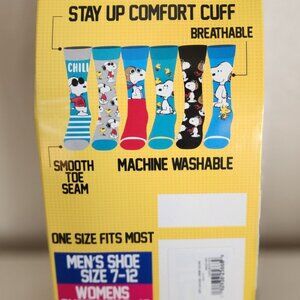 STAY UP COMFORT CUFF
BREATHABLE
CHILL
SMOOTH
TOE
SEAM
MACHINE WASHABLE
ONE SIZE FITS MOST
MEN'S SHOE
SIZE 7-12
WOMENS